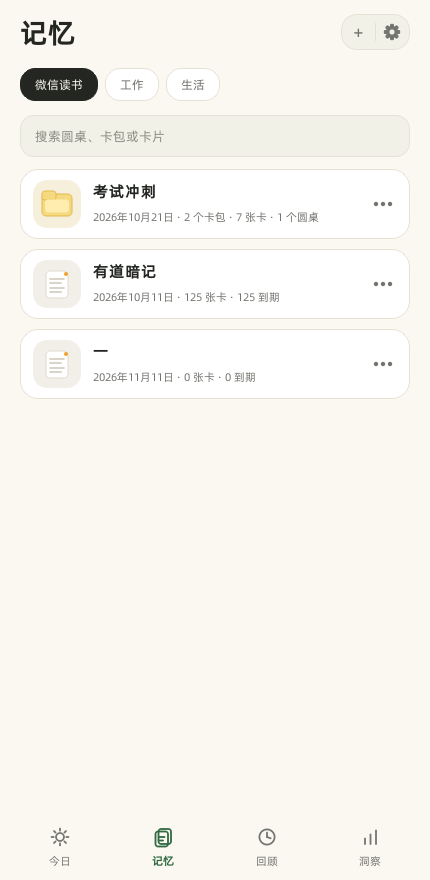 记忆
+
微信读书 工作 生活
搜索圆桌、卡包或卡片
考试冲刺
2026年10月21日 · 2 个卡包 · 7 张卡 · 1 个圆桌
有道暗记
2026年10月11日 · 125 张卡 · 125 到期
一
2026年11月11日 · 0 张卡 · 0 到期
今日 记忆 回顾 洞察